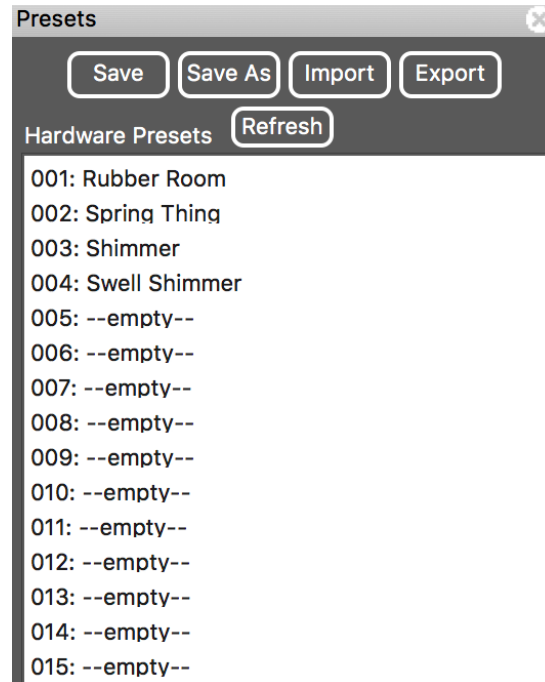 Presets
Save Save As Import Export
Hardware Presets Refresh
001: Rubber Room
002: Spring Thing
003: Shimmer
004: Swell Shimmer
005: --empty--
006: --empty--
007: --empty--
008: --empty--
009: --empty--
010: --empty--
011: --empty--
012: --empty--
013: --empty--
014: --empty--
015: --empty--